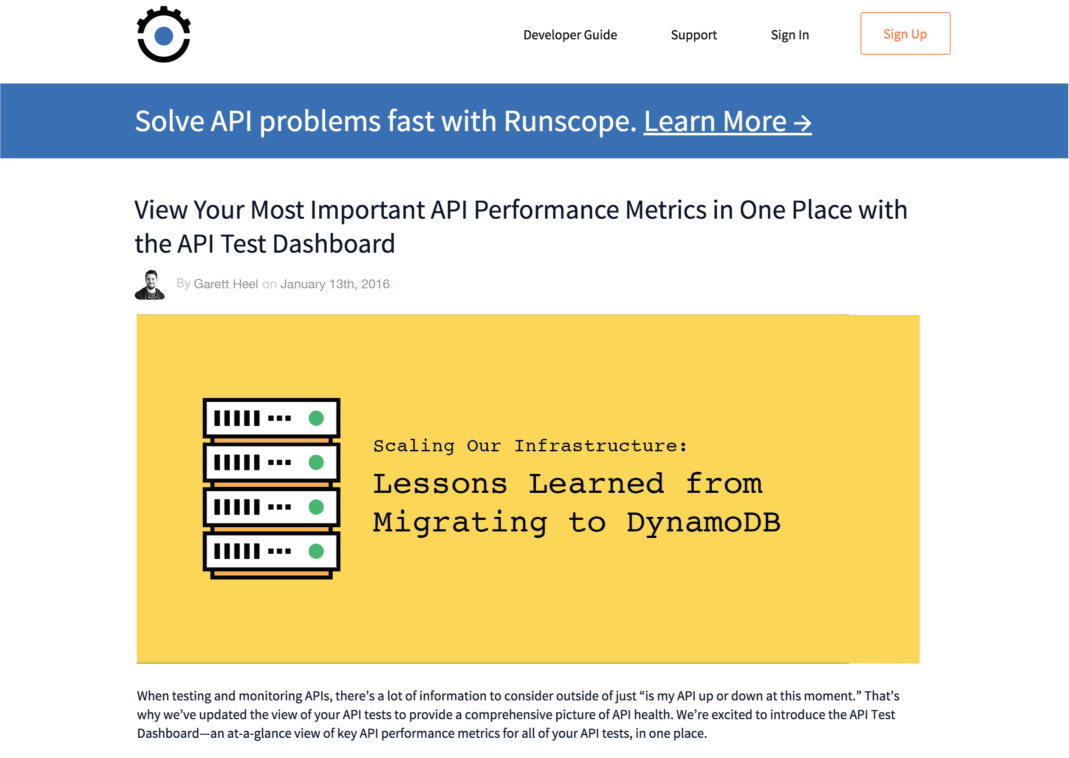 Developer Guide Support Sign In Sign Up
Solve API problems fast with Runscope. Learn More →
View Your Most Important API Performance Metrics in One Place with
the API Test Dashboard
By Garett Heel on January 13th, 2016.
Scaling Our Infrastructure:
Lessons Learned from
Migrating to DynamoDB
When testing and monitoring APIs, there’s a lot of information to consider outside of just “is my API up or down at this moment.” That’s
why we’ve updated the view of your API tests to provide a comprehensive picture of API health. We’re excited to introduce the API Test
Dashboard—an at-a-glance view of key API performance metrics for all of your API tests, in one place.